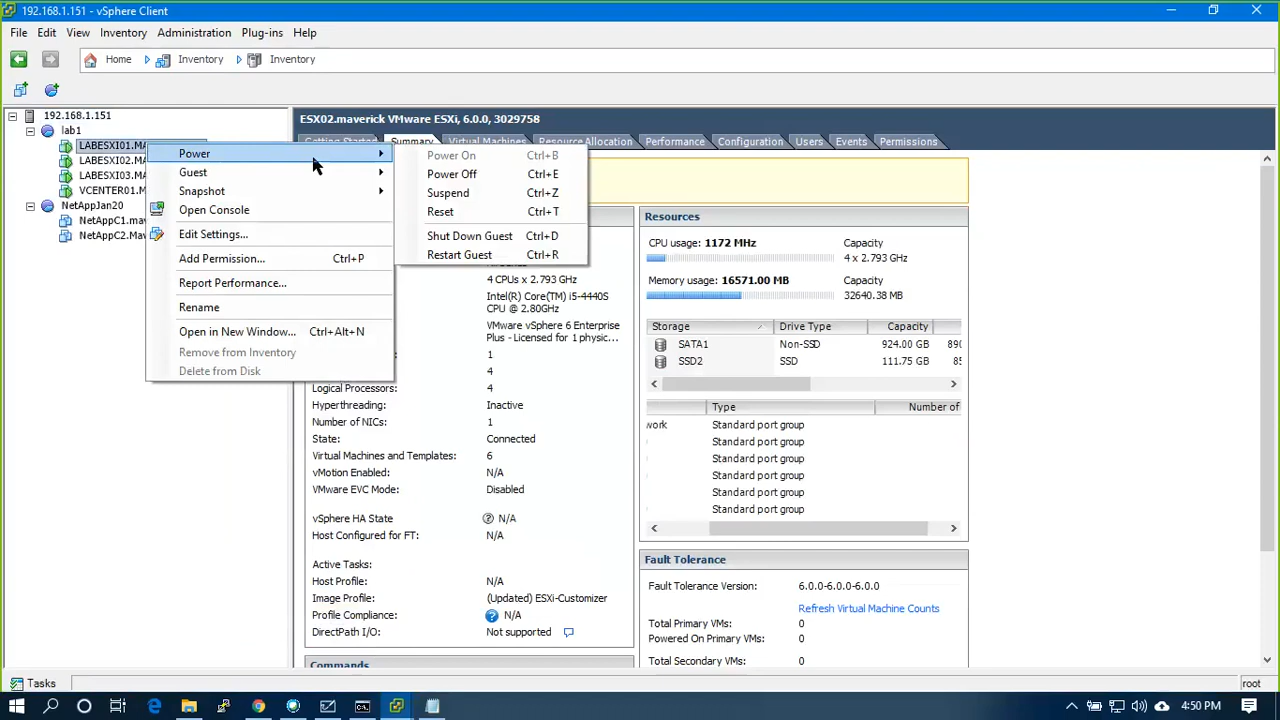 192.168.1.151 - vSphere Client
File Edit View Inventory Administration Plug-ins Help
Home Inventory Inventory
192.168.1.151
lab1
LABESXI01.MA
LABESXI02.MA
LABESXI03.MA
VCENTER01.M
NetAppJan20
NetAppC1.ma
NetAppC2.Ma
Power
Guest
Snapshot
Open Console
Edit Settings...
Add Permission... Ctrl+P
Report Performance...
Rename
Open in New Window... Ctrl+Alt+N
Remove from Inventory
Delete from Disk
Power On Ctrl+B
Power Off Ctrl+E
Suspend Ctrl+Z
Reset Ctrl+T
Shut Down Guest Ctrl+D
Restart Guest Ctrl+R
ESX02.maverick VMware ESXi, 6.0.0, 3029758
Getting Started Summary Virtual Machines Resource Allocation Performance Configuration Users Events Permissions
4 CPUs x 2.793 GHz
Intel(R) Core(TM) i5-4440S
CPU @ 2.80GHz
VMware vSphere 6 Enterprise
Plus - Licensed for 1 physic...
1
4
Logical Processors: 4
Hyperthreading: Inactive
Number of NICs: 1
State: Connected
Virtual Machines and Templates: 6
vMotion Enabled: N/A
VMware EVC Mode: Disabled
vSphere HA State N/A
Host Configured for FT: N/A
Active Tasks:
Host Profile: N/A
Image Profile: (Updated) ESXi-Customizer
Profile Compliance: N/A
DirectPath I/O: Not supported
Commands
Resources
CPU usage: 1172 MHz Capacity
4 x 2.793 GHz
Memory usage: 16571.00 MB Capacity
32640.38 MB
Storage Drive Type Capacity
SATA1 Non-SSD 924.00 GB 890
SSD2 SSD 111.75 GB 38.
Type Number of
work Standard port group
Standard port group
Standard port group
Standard port group
Standard port group
Standard port group
Fault Tolerance
Fault Tolerance Version: 6.0.0-6.0.0-6.0.0
Refresh Virtual Machine Counts
Total Primary VMs: 0
Powered On Primary VMs: 0
Total Secondary VMs: 0
Tasks
root
4:50 PM